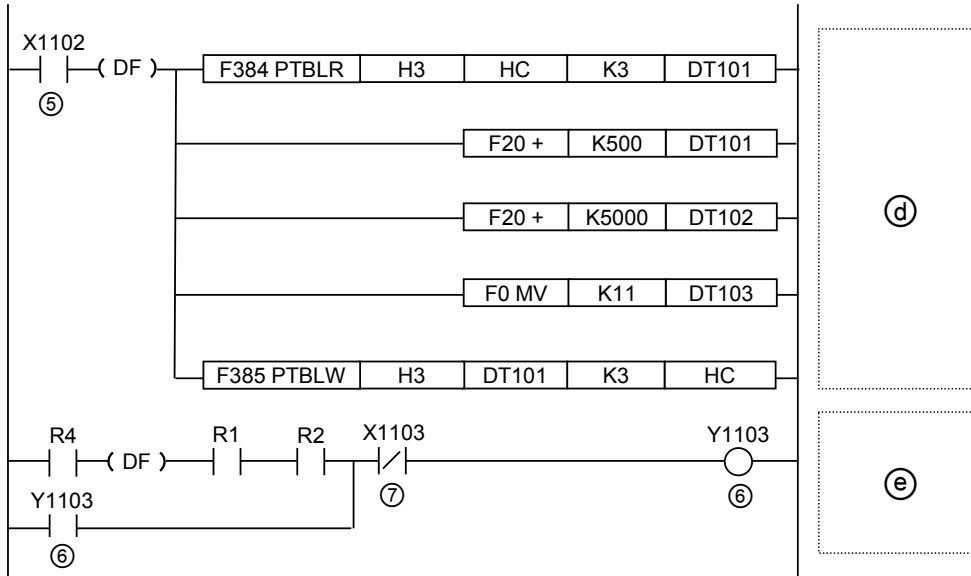 X1102
( DF )
F384 PTBLR H3 HC K3 DT101
⑤
F20 + K500 DT101
F20 + K5000 DT102
ⓓ
F0 MV K11 DT103
F385 PTBLW H3 DT101 K3 HC
R4 R1 R2 X1103 Y1103
( DF )
⑦ ⑥
ⓔ
Y1103
⑥